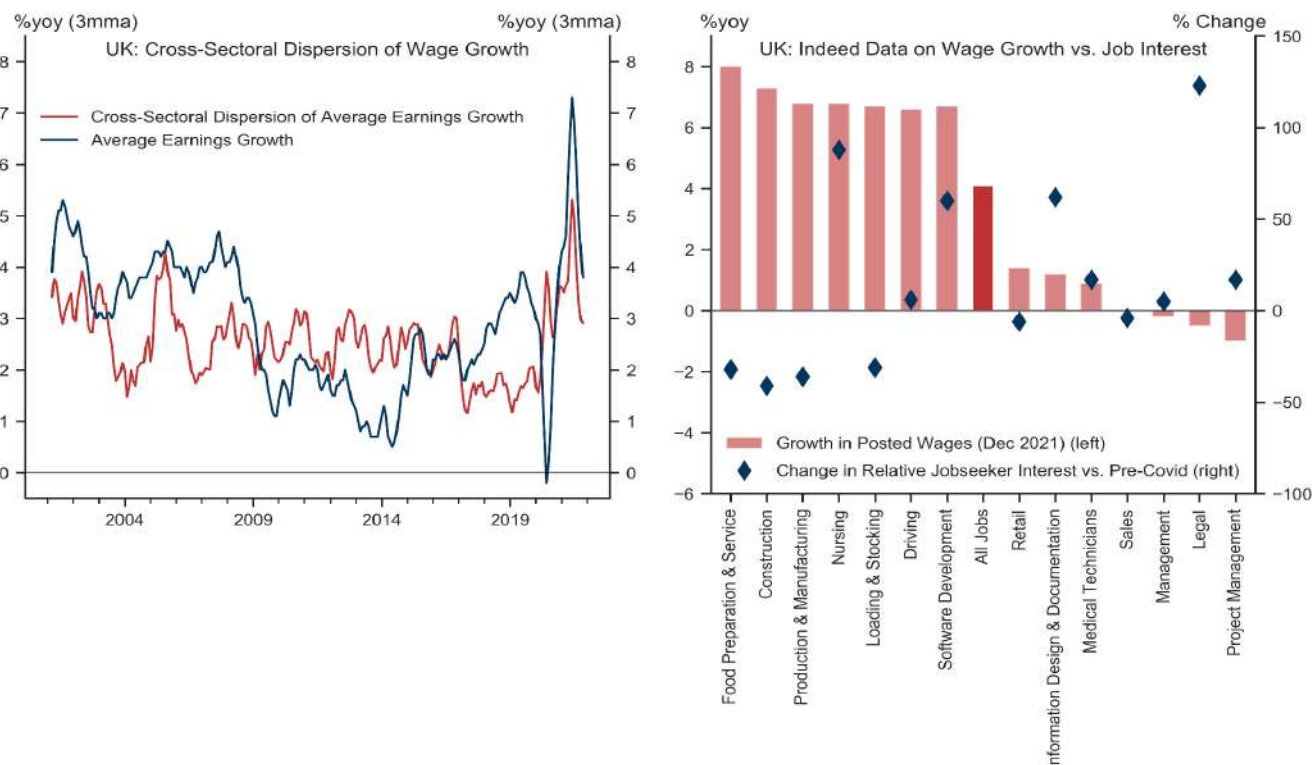 %yoy (3mma)
%yoy (3mma)
UK: Cross-Sectoral Dispersion of Wage Growth
8
8
Cross-Sectoral Dispersion of Average Earnings Growth
7
7
Average Earnings Growth
6
6
5
5
4
4
3
3
2
2
1
1
0
0
2004
2009
2014
2019
%yoy
% Change
UK: Indeed Data on Wage Growth vs. Job Interest
150
8
6
100
4
50
2
0
0
−2
−50
−4
Growth in Posted Wages (Dec 2021) (left)
Change in Relative Jobseeker Interest vs. Pre-Covid (right)
−6
−100
Food Preparation & Service
Construction
Production & Manufacturing
Nursing
Loading & Stocking
Driving
Software Development
All Jobs
Retail
nformation Design & Documentation
Medical Technicians
Sales
Management
Legal
Project Management